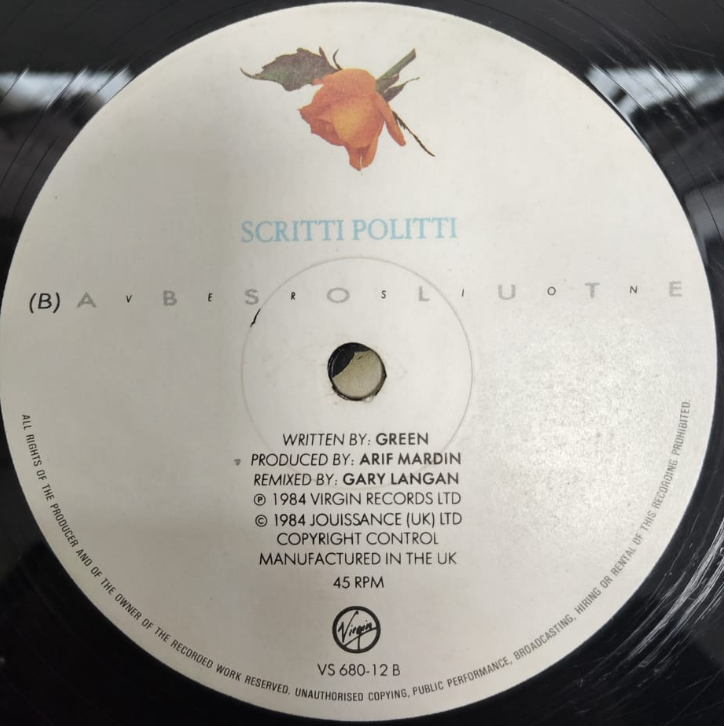 SCRITTI POLITTI
(B) A V B E S R O S L I U O T N E
WRITTEN BY: GREEN
PRODUCED BY: ARIF MARDIN
REMIXED BY: GARY LANGAN
℗ 1984 VIRGIN RECORDS LTD
© 1984 JOUISSANCE (UK) LTD
COPYRIGHT CONTROL
MANUFACTURED IN THE UK
45 RPM
Virgin
VS 680-12 B
ALL RIGHTS OF THE PRODUCER AND OF THE OWNER OF THE RECORDED WORK RESERVED. UNAUTHORISED COPYING, PUBLIC PERFORMANCE, BROADCASTING, HIRING OR RENTAL OF THIS RECORDING PROHIBITED.